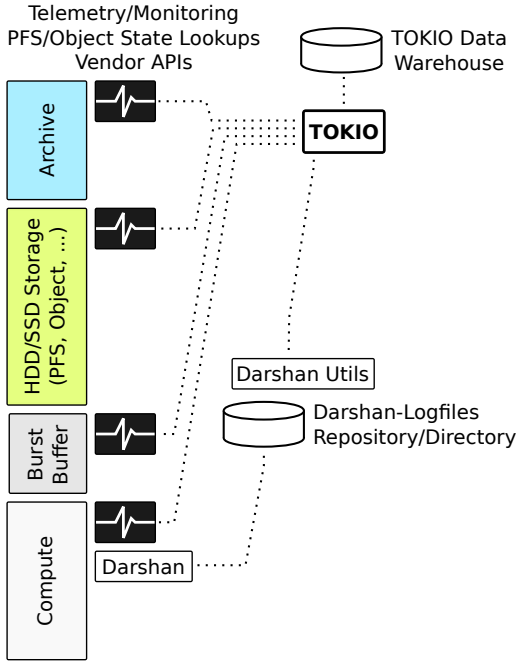 Telemetry/Monitoring
PFS/Object State Lookups
Vendor APIs
TOKIO Data
Warehouse
TOKIO
Archive
HDD/SSD Storage
(PFS, Object, ...)
Darshan Utils
Darshan-Logfiles
Repository/Directory
Burst
Buffer
Compute
Darshan